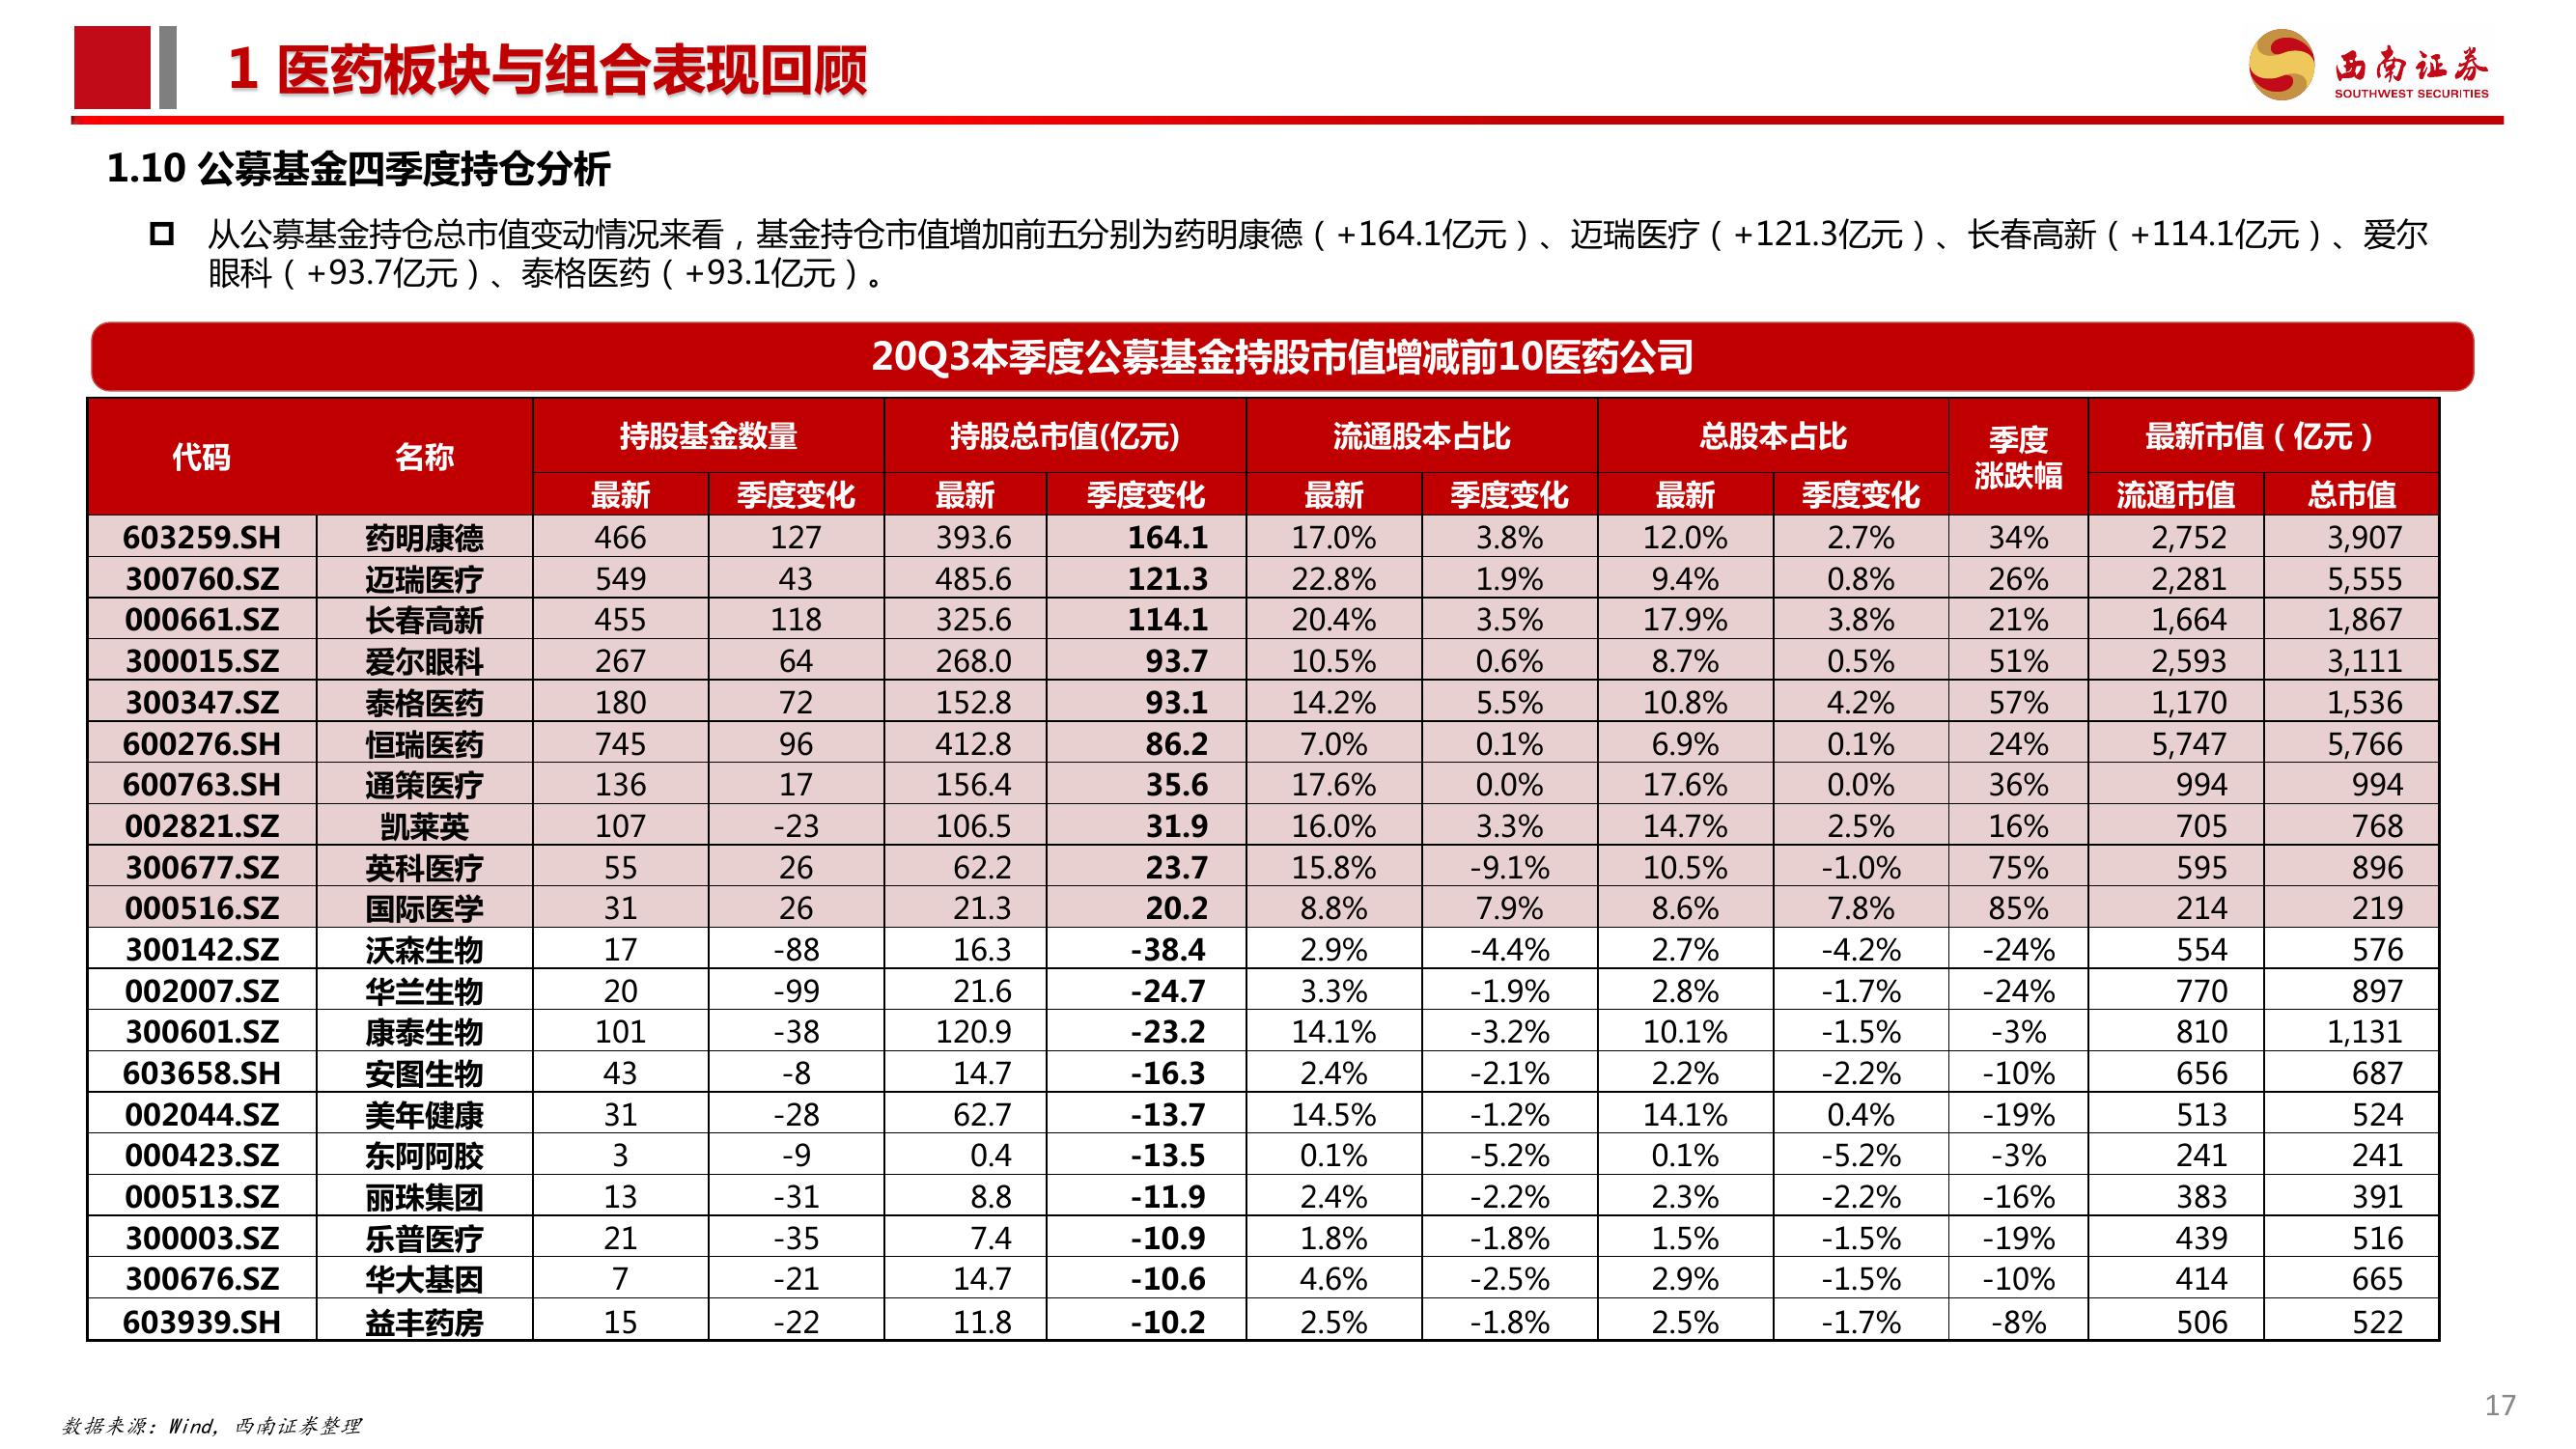 1 医药板块与组合表现回顾
西南证券
SOUTHWEST SECURITIES
1.10 公募基金四季度持仓分析
从公募基金持仓总市值变动情况来看，基金持仓市值增加前五分别为药明康德（+164.1亿元）、迈瑞医疗（+121.3亿元）、长春高新（+114.1亿元）、爱尔
眼科（+93.7亿元）、泰格医药（+93.1亿元）。
20Q3本季度公募基金持股市值增减前10医药公司
代码 名称 持股基金数量 持股总市值(亿元) 流通股本占比 总股本占比 季度涨跌幅 最新市值（亿元）
最新 季度变化 最新 季度变化 最新 季度变化 最新 季度变化 流通市值 总市值
603259.SH 药明康德 466 127 393.6 164.1 17.0% 3.8% 12.0% 2.7% 34% 2,752 3,907
300760.SZ 迈瑞医疗 549 43 485.6 121.3 22.8% 1.9% 9.4% 0.8% 26% 2,281 5,555
000661.SZ 长春高新 455 118 325.6 114.1 20.4% 3.5% 17.9% 3.8% 21% 1,664 1,867
300015.SZ 爱尔眼科 267 64 268.0 93.7 10.5% 0.6% 8.7% 0.5% 51% 2,593 3,111
300347.SZ 泰格医药 180 72 152.8 93.1 14.2% 5.5% 10.8% 4.2% 57% 1,170 1,536
600276.SH 恒瑞医药 745 96 412.8 86.2 7.0% 0.1% 6.9% 0.1% 24% 5,747 5,766
600763.SH 通策医疗 136 17 156.4 35.6 17.6% 0.0% 17.6% 0.0% 36% 994 994
002821.SZ 凯莱英 107 -23 106.5 31.9 16.0% 3.3% 14.7% 2.5% 16% 705 768
300677.SZ 英科医疗 55 26 62.2 23.7 15.8% -9.1% 10.5% -1.0% 75% 595 896
000516.SZ 国际医学 31 26 21.3 20.2 8.8% 7.9% 8.6% 7.8% 85% 214 219
300142.SZ 沃森生物 17 -88 16.3 -38.4 2.9% -4.4% 2.7% -4.2% -24% 554 576
002007.SZ 华兰生物 20 -99 21.6 -24.7 3.3% -1.9% 2.8% -1.7% -24% 770 897
300601.SZ 康泰生物 101 -38 120.9 -23.2 14.1% -3.2% 10.1% -1.5% -3% 810 1,131
603658.SH 安图生物 43 -8 14.7 -16.3 2.4% -2.1% 2.2% -2.2% -10% 656 687
002044.SZ 美年健康 31 -28 62.7 -13.7 14.5% -1.2% 14.1% 0.4% -19% 513 524
000423.SZ 东阿阿胶 3 -9 0.4 -13.5 0.1% -5.2% 0.1% -5.2% -3% 241 241
000513.SZ 丽珠集团 13 -31 8.8 -11.9 2.4% -2.2% 2.3% -2.2% -16% 383 391
300003.SZ 乐普医疗 21 -35 7.4 -10.9 1.8% -1.8% 1.5% -1.5% -19% 439 516
300676.SZ 华大基因 7 -21 14.7 -10.6 4.6% -2.5% 2.9% -1.5% -10% 414 665
603939.SH 益丰药房 15 -22 11.8 -10.2 2.5% -1.8% 2.5% -1.7% -8% 506 522
数据来源：Wind，西南证券整理
17